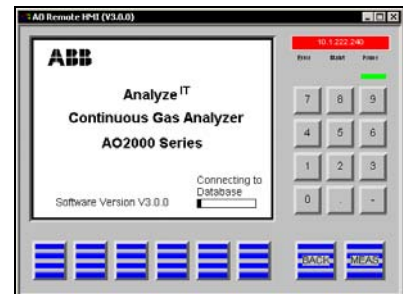 AO Remote HMI (V3.0.0)
10.1.222.240
Error Maint Power
ABB
Analyze IT
Continuous Gas Analyzer
AO2000 Series
Connecting to
Database
Software Version V3.0.0
7 8 9
4 5 6
1 2 3
0 . -
BACK MEAS